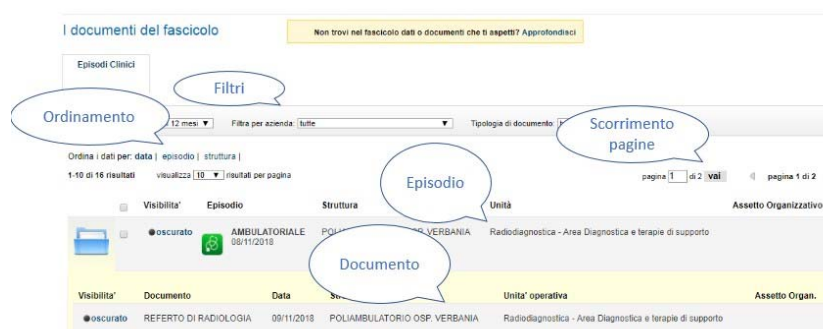 I documenti del fascicolo
Non trovi nel fascicolo dati o documenti che ti aspetti? Approfondisci
Episodi Clinici
Filtri
Ordinamento
12 mesi
Filtra per azienda: tutte
Tipologia di documento:
Scorrimento
pagine
Ordina i dati per: data | episodio | struttura |
1-10 di 16 risultati visualizza 10 risultati per pagina
pagina 1 di 2 vai pagina 1 di 2
Episodio
Visibilita' Episodio Struttura Unità Assetto Organizzativo
oscurato AMBULATORIALE VERBANIA Radiodiagnostica - Area Diagnostica e terapie di supporto
08/11/2018
Documento
Visibilita' Documento Data Unita' operativa Assetto Organ.
oscurato REFERTO DI RADIOLOGIA 09/11/2018 POLIAMBULATORIO OSP. VERBANIA Radiodiagnostica - Area Diagnostica e terapie di supporto